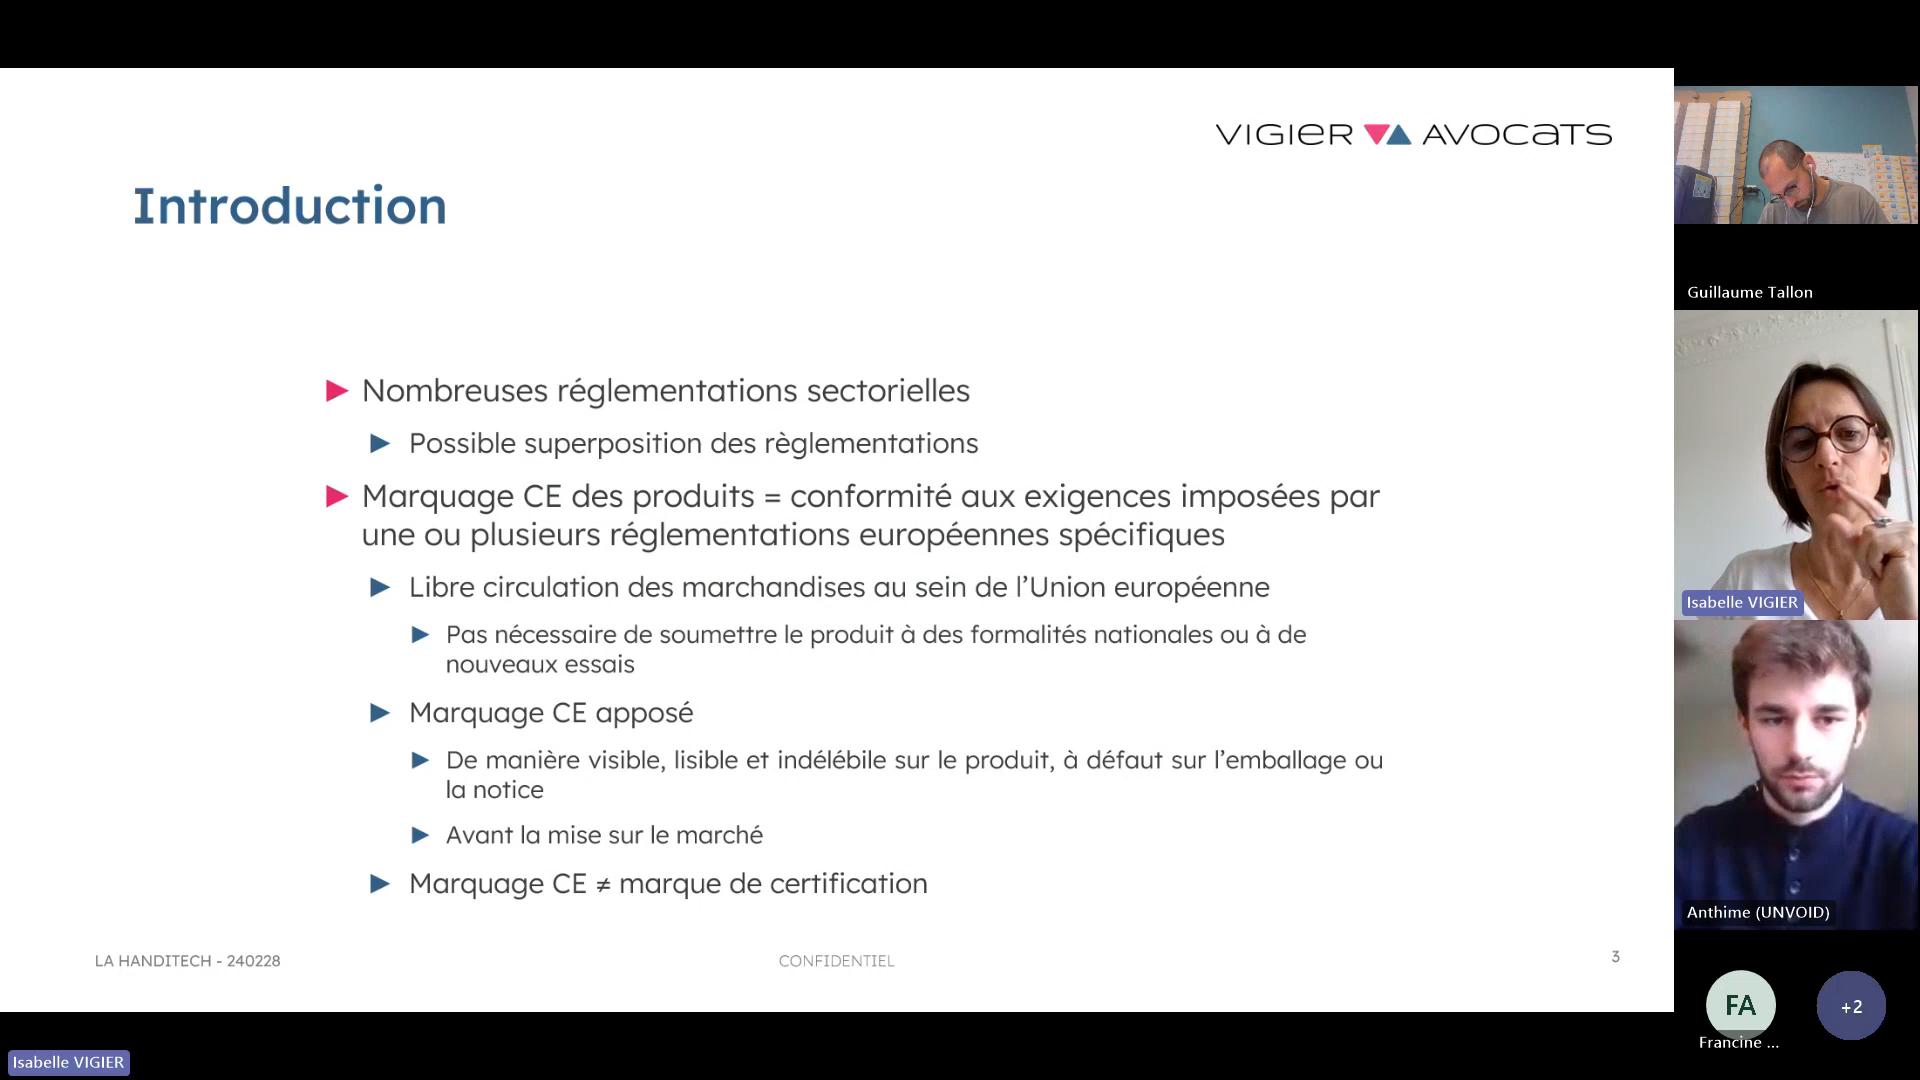 VIGIER AVOCATS
Introduction
Nombreuses réglementations sectorielles
Possible superposition des règlementations
Marquage CE des produits = conformité aux exigences imposées par
une ou plusieurs réglementations européennes spécifiques
Libre circulation des marchandises au sein de l’Union européenne
Pas nécessaire de soumettre le produit à des formalités nationales ou à de
nouveaux essais
Marquage CE apposé
De manière visible, lisible et indélébile sur le produit, à défaut sur l’emballage ou
la notice
Avant la mise sur le marché
Marquage CE ≠ marque de certification
LA HANDITECH - 240228
CONFIDENTIEL
3
Guillaume Tallon
Isabelle VIGIER
Anthime (UNVOID)
FA
+2
Francine ...
Isabelle VIGIER